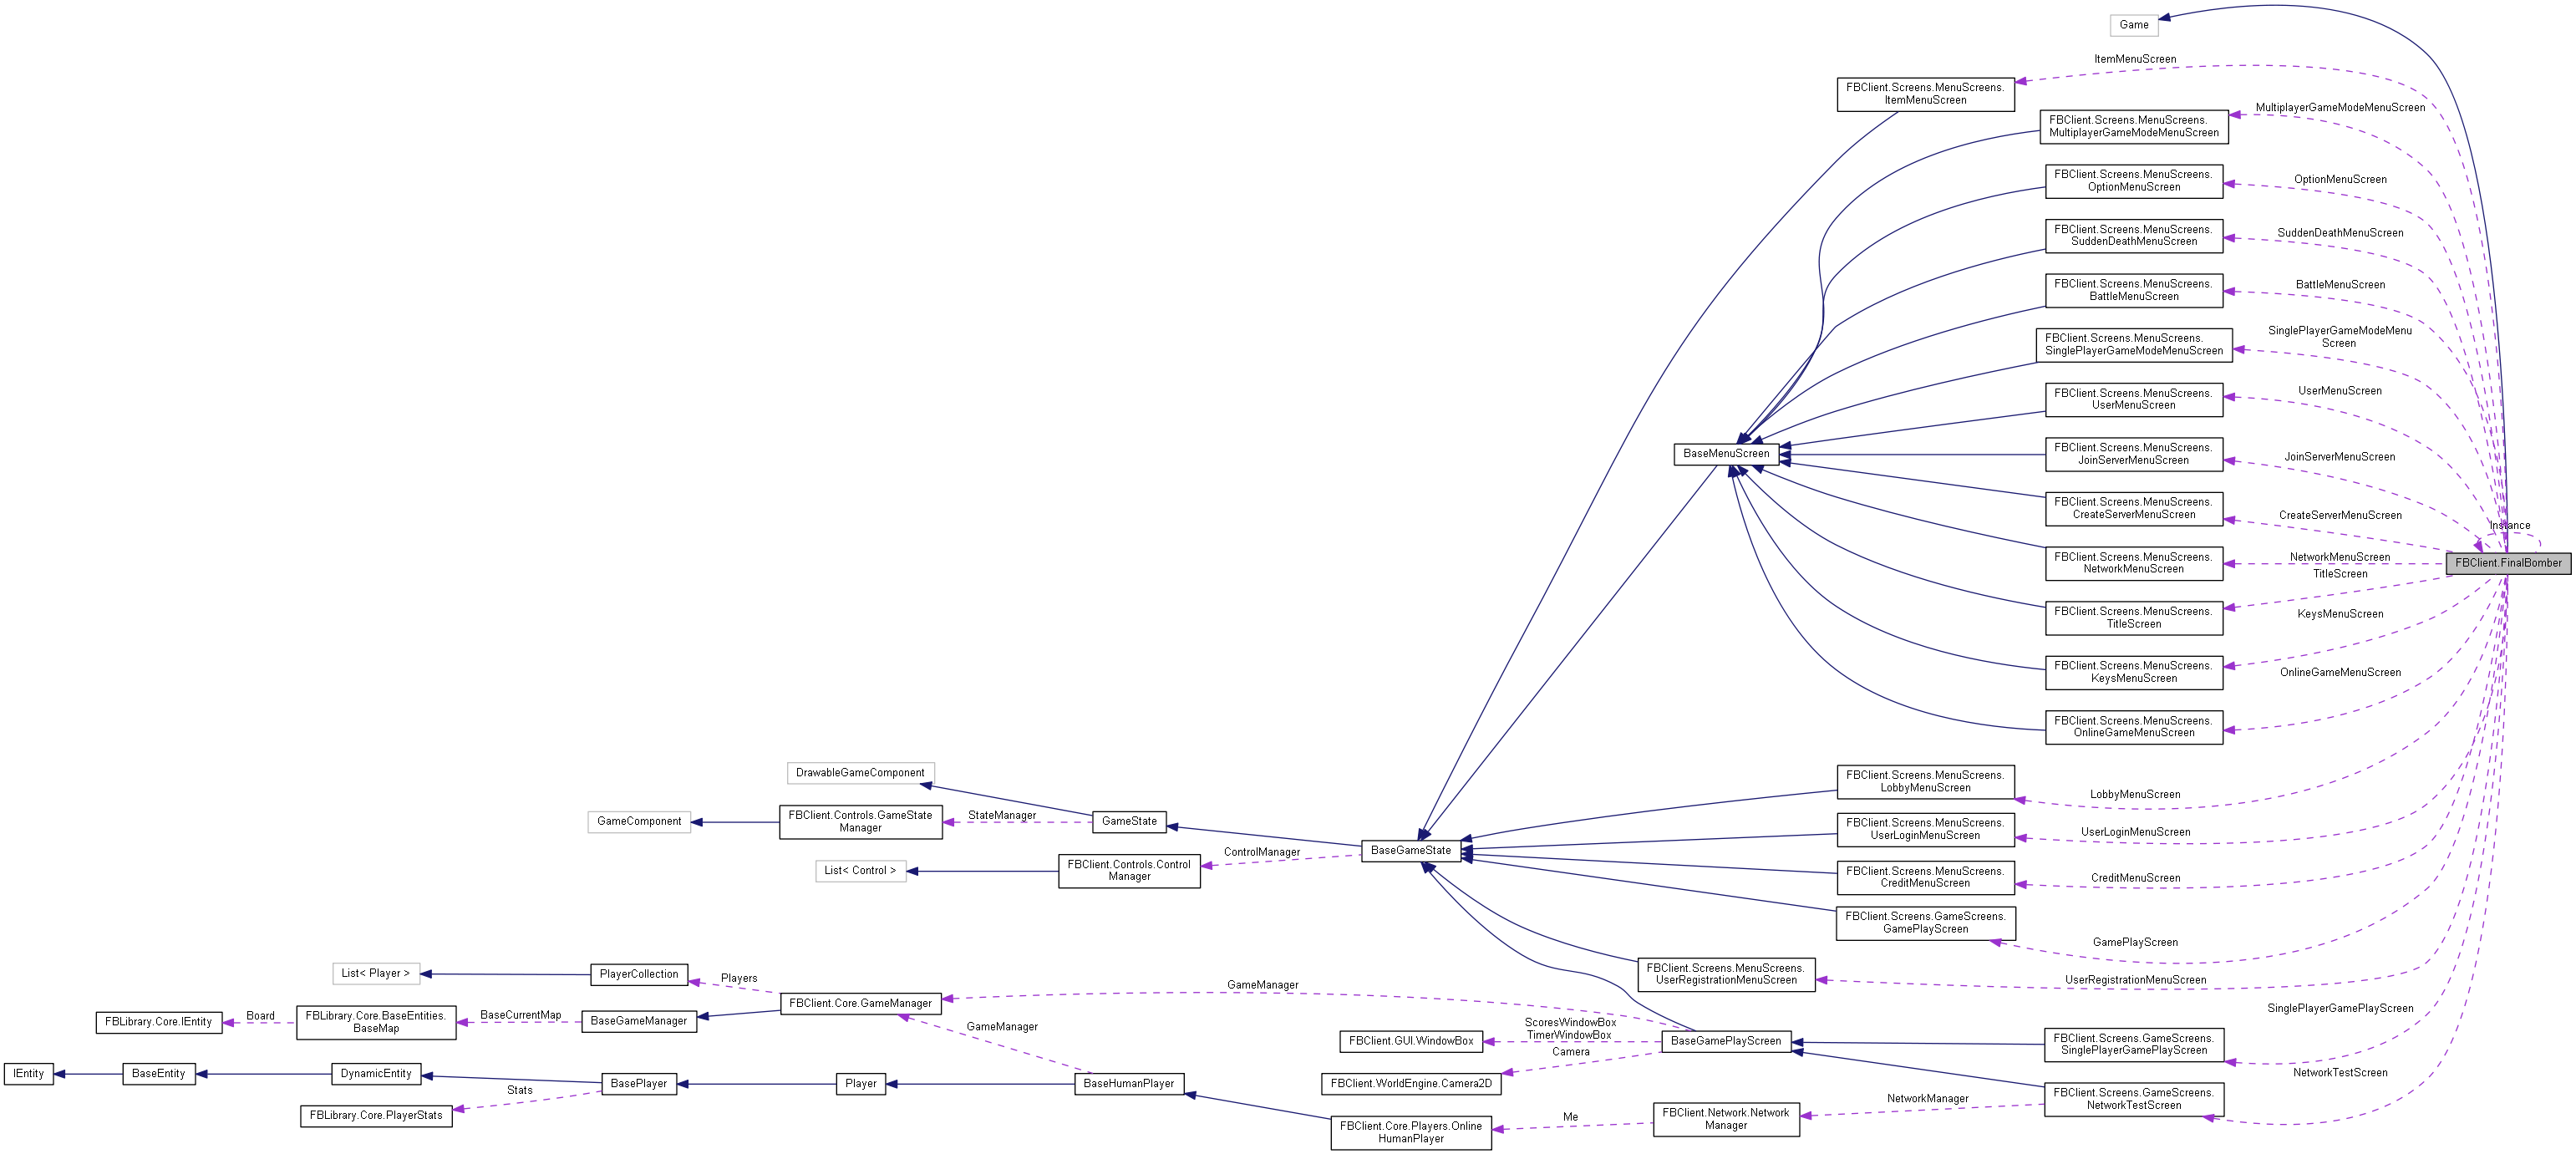 Game
ItemMenuScreen
FBClient.Screens.MenuScreens.
ItemMenuScreen
MultiplayerGameModeMenuScreen
FBClient.Screens.MenuScreens.
MultiplayerGameModeMenuScreen
FBClient.Screens.MenuScreens.
OptionMenuScreen
OptionMenuScreen
FBClient.Screens.MenuScreens.
SuddenDeathMenuScreen
SuddenDeathMenuScreen
FBClient.Screens.MenuScreens.
BattleMenuScreen
BattleMenuScreen
SinglePlayerGameModeMenu
Screen
FBClient.Screens.MenuScreens.
SinglePlayerGameModeMenuScreen
FBClient.Screens.MenuScreens.
UserMenuScreen
UserMenuScreen
BaseMenuScreen
FBClient.Screens.MenuScreens.
JoinServerMenuScreen
JoinServerMenuScreen
FBClient.Screens.MenuScreens.
CreateServerMenuScreen
CreateServerMenuScreen
Instance
FBClient.FinalBomber
FBClient.Screens.MenuScreens.
NetworkMenuScreen
NetworkMenuScreen
TitleScreen
FBClient.Screens.MenuScreens.
TitleScreen
KeysMenuScreen
FBClient.Screens.MenuScreens.
KeysMenuScreen
OnlineGameMenuScreen
FBClient.Screens.MenuScreens.
OnlineGameMenuScreen
DrawableGameComponent
FBClient.Screens.MenuScreens.
LobbyMenuScreen
LobbyMenuScreen
GameComponent
FBClient.Controls.GameState
Manager
StateManager
GameState
FBClient.Screens.MenuScreens.
UserLoginMenuScreen
UserLoginMenuScreen
BaseGameState
ControlManager
List< Control >
FBClient.Controls.Control
Manager
FBClient.Screens.MenuScreens.
CreditMenuScreen
CreditMenuScreen
FBClient.Screens.GameScreens.
GamePlayScreen
GamePlayScreen
List< Player >
PlayerCollection
Players
FBClient.Screens.MenuScreens.
UserRegistrationMenuScreen
UserRegistrationMenuScreen
GameManager
FBClient.Core.GameManager
SinglePlayerGamePlayScreen
FBLibrary.Core.IEntity
Board
FBLibrary.Core.BaseEntities.
BaseMap
BaseCurrentMap
BaseGameManager
GameManager
ScoresWindowBox
TimerWindowBox
FBClient.GUI.WindowBox
BaseGamePlayScreen
FBClient.Screens.GameScreens.
SinglePlayerGamePlayScreen
Camera
IEntity
BaseEntity
DynamicEntity
BasePlayer
Player
BaseHumanPlayer
FBClient.WorldEngine.Camera2D
NetworkTestScreen
Stats
FBLibrary.Core.PlayerStats
FBClient.Screens.GameScreens.
NetworkTestScreen
NetworkManager
FBClient.Network.Network
Manager
Me
FBClient.Core.Players.Online
HumanPlayer